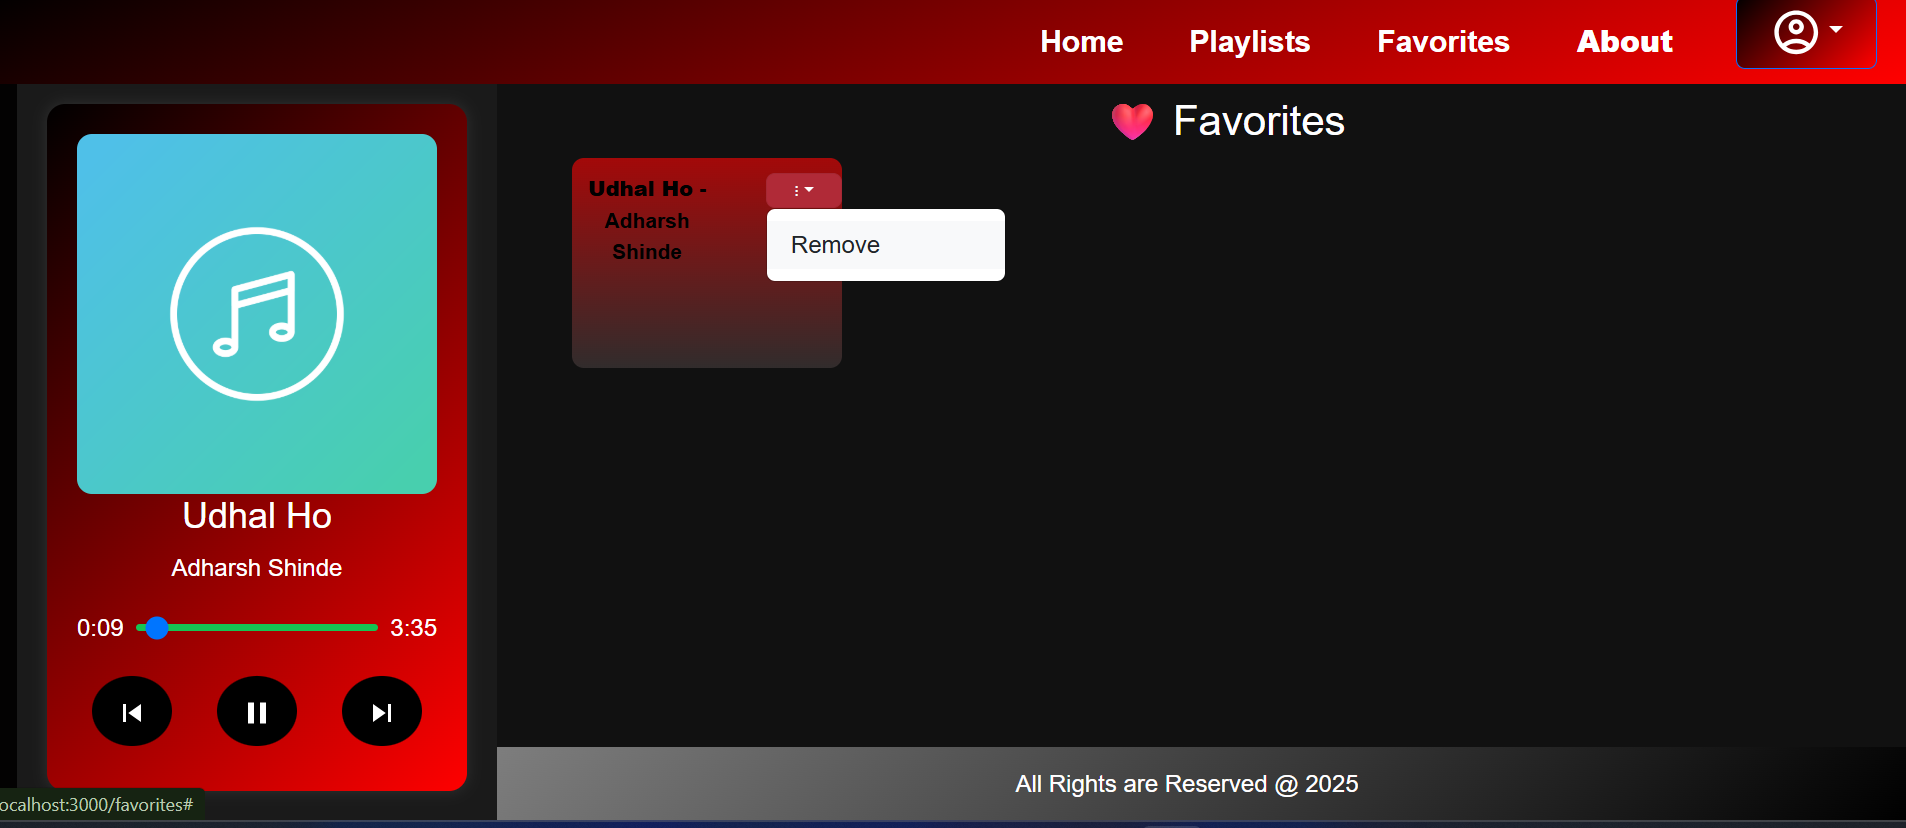 Home Playlists Favorites About
Favorites
Udhal Ho -
Adharsh
Shinde
Remove
Udhal Ho
Adharsh Shinde
0:09 3:35
All Rights are Reserved @ 2025
ocalhost:3000/favorites#